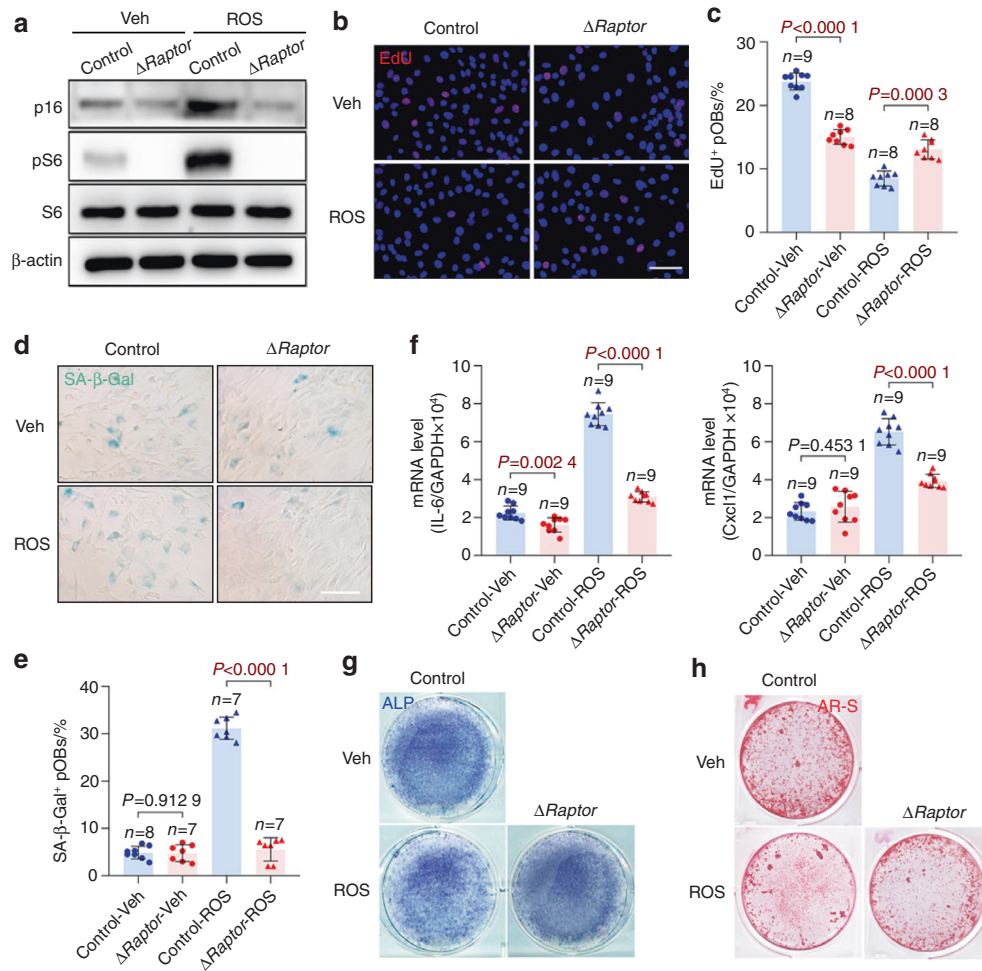 a
Veh
ROS
Control
ΔRaptor
Control
ΔRaptor
p16
pS6
S6
β-actin
b
Control
ΔRaptor
EdU
Veh
ROS
c
P<0.000 1
n=9
P=0.000 3
n=8
n=8
n=8
EdU⁺ pOBs/%
30
20
10
0
Control-Veh
ΔRaptor-Veh
Control-ROS
ΔRaptor-ROS
d
Control
ΔRaptor
SA-β-Gal
Veh
ROS
e
P<0.000 1
n=7
P=0.912 9
n=8
n=7
n=7
SA-β-Gal⁺ pOBs/%
40
30
20
10
0
Control-Veh
ΔRaptor-Veh
Control-ROS
ΔRaptor-ROS
f
P<0.000 1
n=9
P=0.002 4
n=9
n=9
n=9
mRNA level
(IL-6/GAPDH×10⁴)
10
8
6
4
2
0
Control-Veh
ΔRaptor-Veh
Control-ROS
ΔRaptor-ROS
P<0.000 1
n=9
P=0.453 1
n=9
n=9
n=9
mRNA level
(Cxcl1/GAPDH ×10⁴)
10
8
6
4
2
0
Control-Veh
ΔRaptor-Veh
Control-ROS
ΔRaptor-ROS
g
Control
ALP
Veh
ΔRaptor
ROS
h
Control
AR-S
Veh
ΔRaptor
ROS